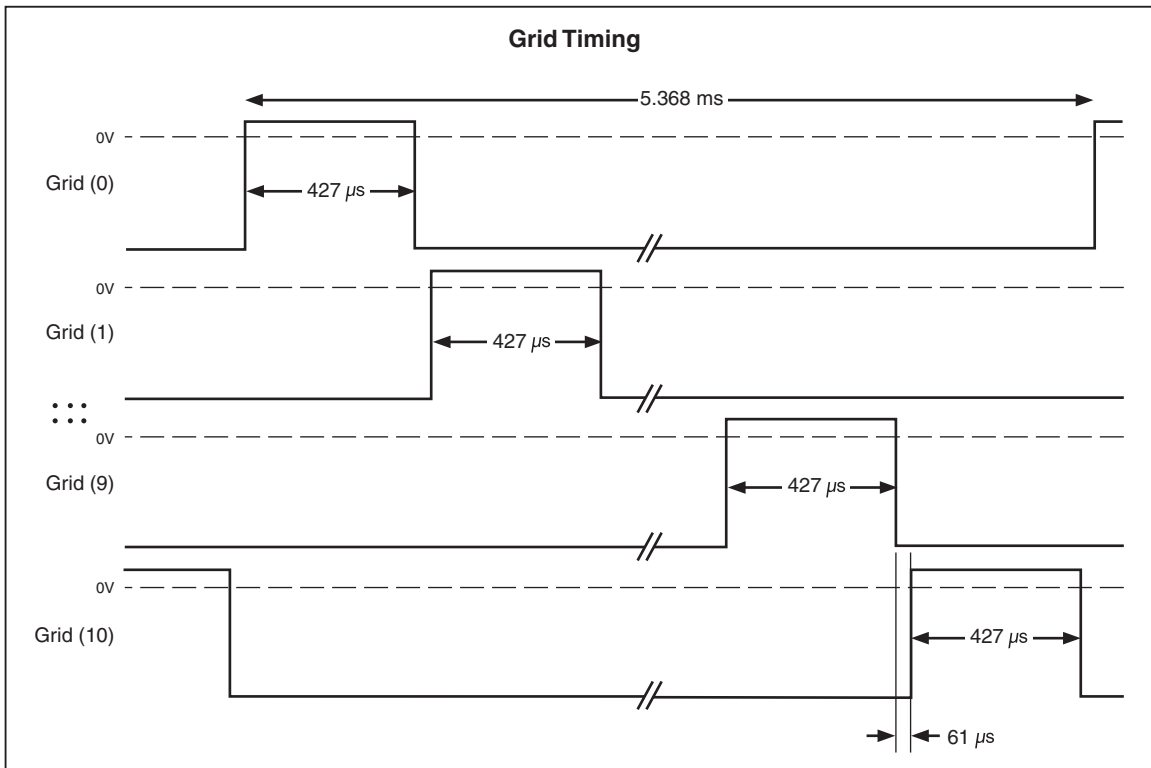 Grid Timing
5.368 ms
0V
Grid (0)
427 µs
0V
Grid (1)
427 µs
0V
Grid (9)
427 µs
0V
Grid (10)
427 µs
61 µs